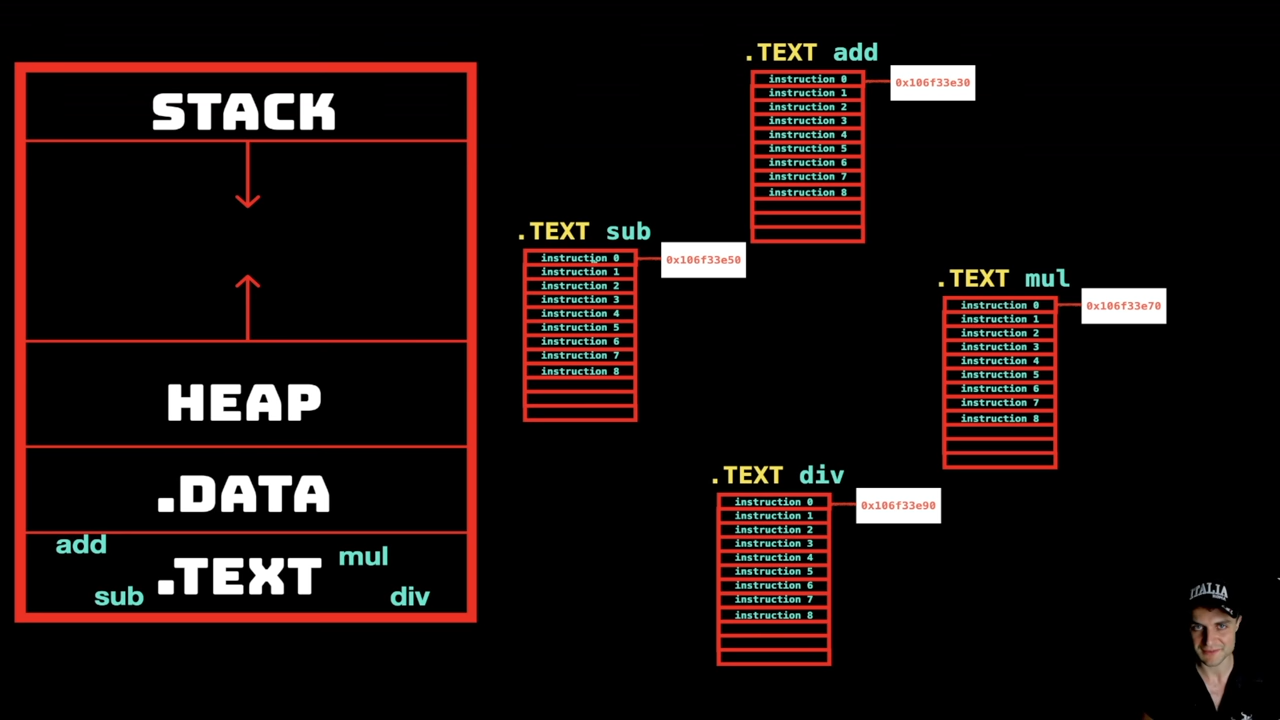 STACK
HEAP
.DATA
.TEXT
add
sub
mul
div
.TEXT add
instruction 0
instruction 1
instruction 2
instruction 3
instruction 4
instruction 5
instruction 6
instruction 7
instruction 8
0x106f33e30
.TEXT sub
instruction 0
instruction 1
instruction 2
instruction 3
instruction 4
instruction 5
instruction 6
instruction 7
instruction 8
0x106f33e50
.TEXT mul
instruction 0
instruction 1
instruction 2
instruction 3
instruction 4
instruction 5
instruction 6
instruction 7
instruction 8
0x106f33e70
.TEXT div
instruction 0
instruction 1
instruction 2
instruction 3
instruction 4
instruction 5
instruction 6
instruction 7
instruction 8
0x106f33e90
ITALIA